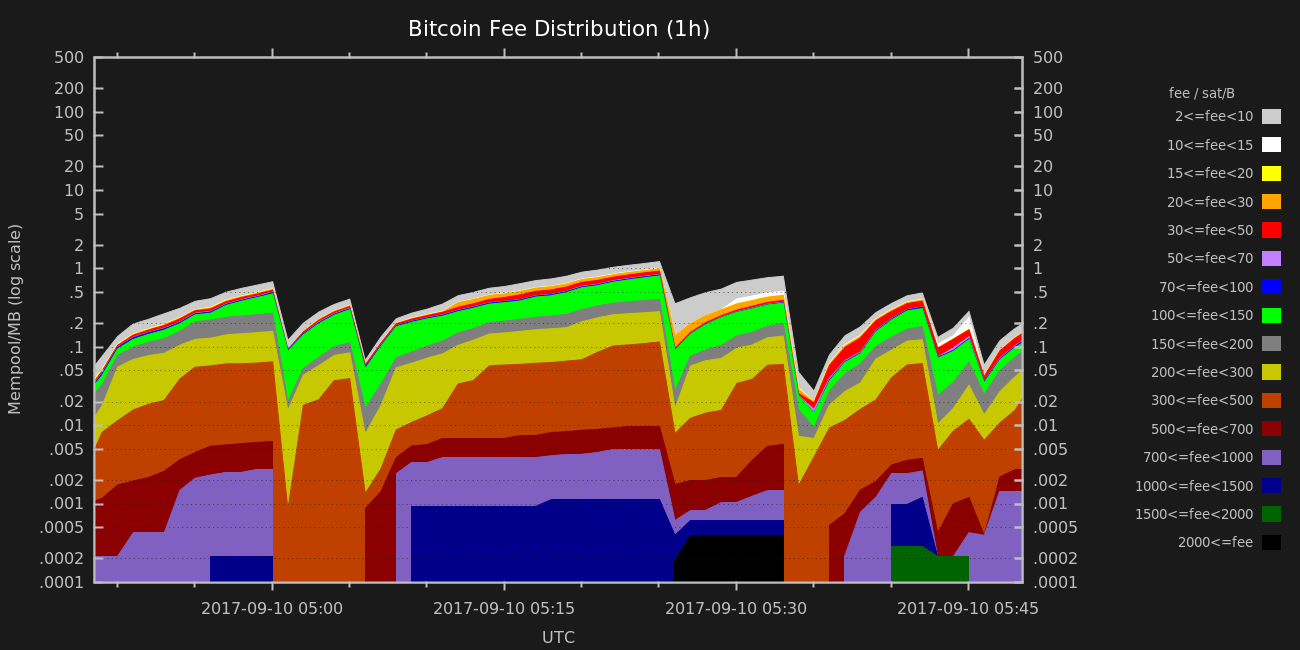 Bitcoin Fee Distribution (1h)
Mempool/MB (log scale)
500
200
100
50
20
10
5
2
1
.5
.2
.1
.05
.02
.01
.005
.002
.001
.0005
.0002
.0001
500
200
100
50
20
10
5
2
1
.5
.2
.1
.05
.02
.01
.005
.002
.001
.0005
.0002
.0001
2017-09-10 05:00
2017-09-10 05:15
2017-09-10 05:30
2017-09-10 05:45
UTC
fee / sat/B
2<=fee<10
10<=fee<15
15<=fee<20
20<=fee<30
30<=fee<50
50<=fee<70
70<=fee<100
100<=fee<150
150<=fee<200
200<=fee<300
300<=fee<500
500<=fee<700
700<=fee<1000
1000<=fee<1500
1500<=fee<2000
2000<=fee